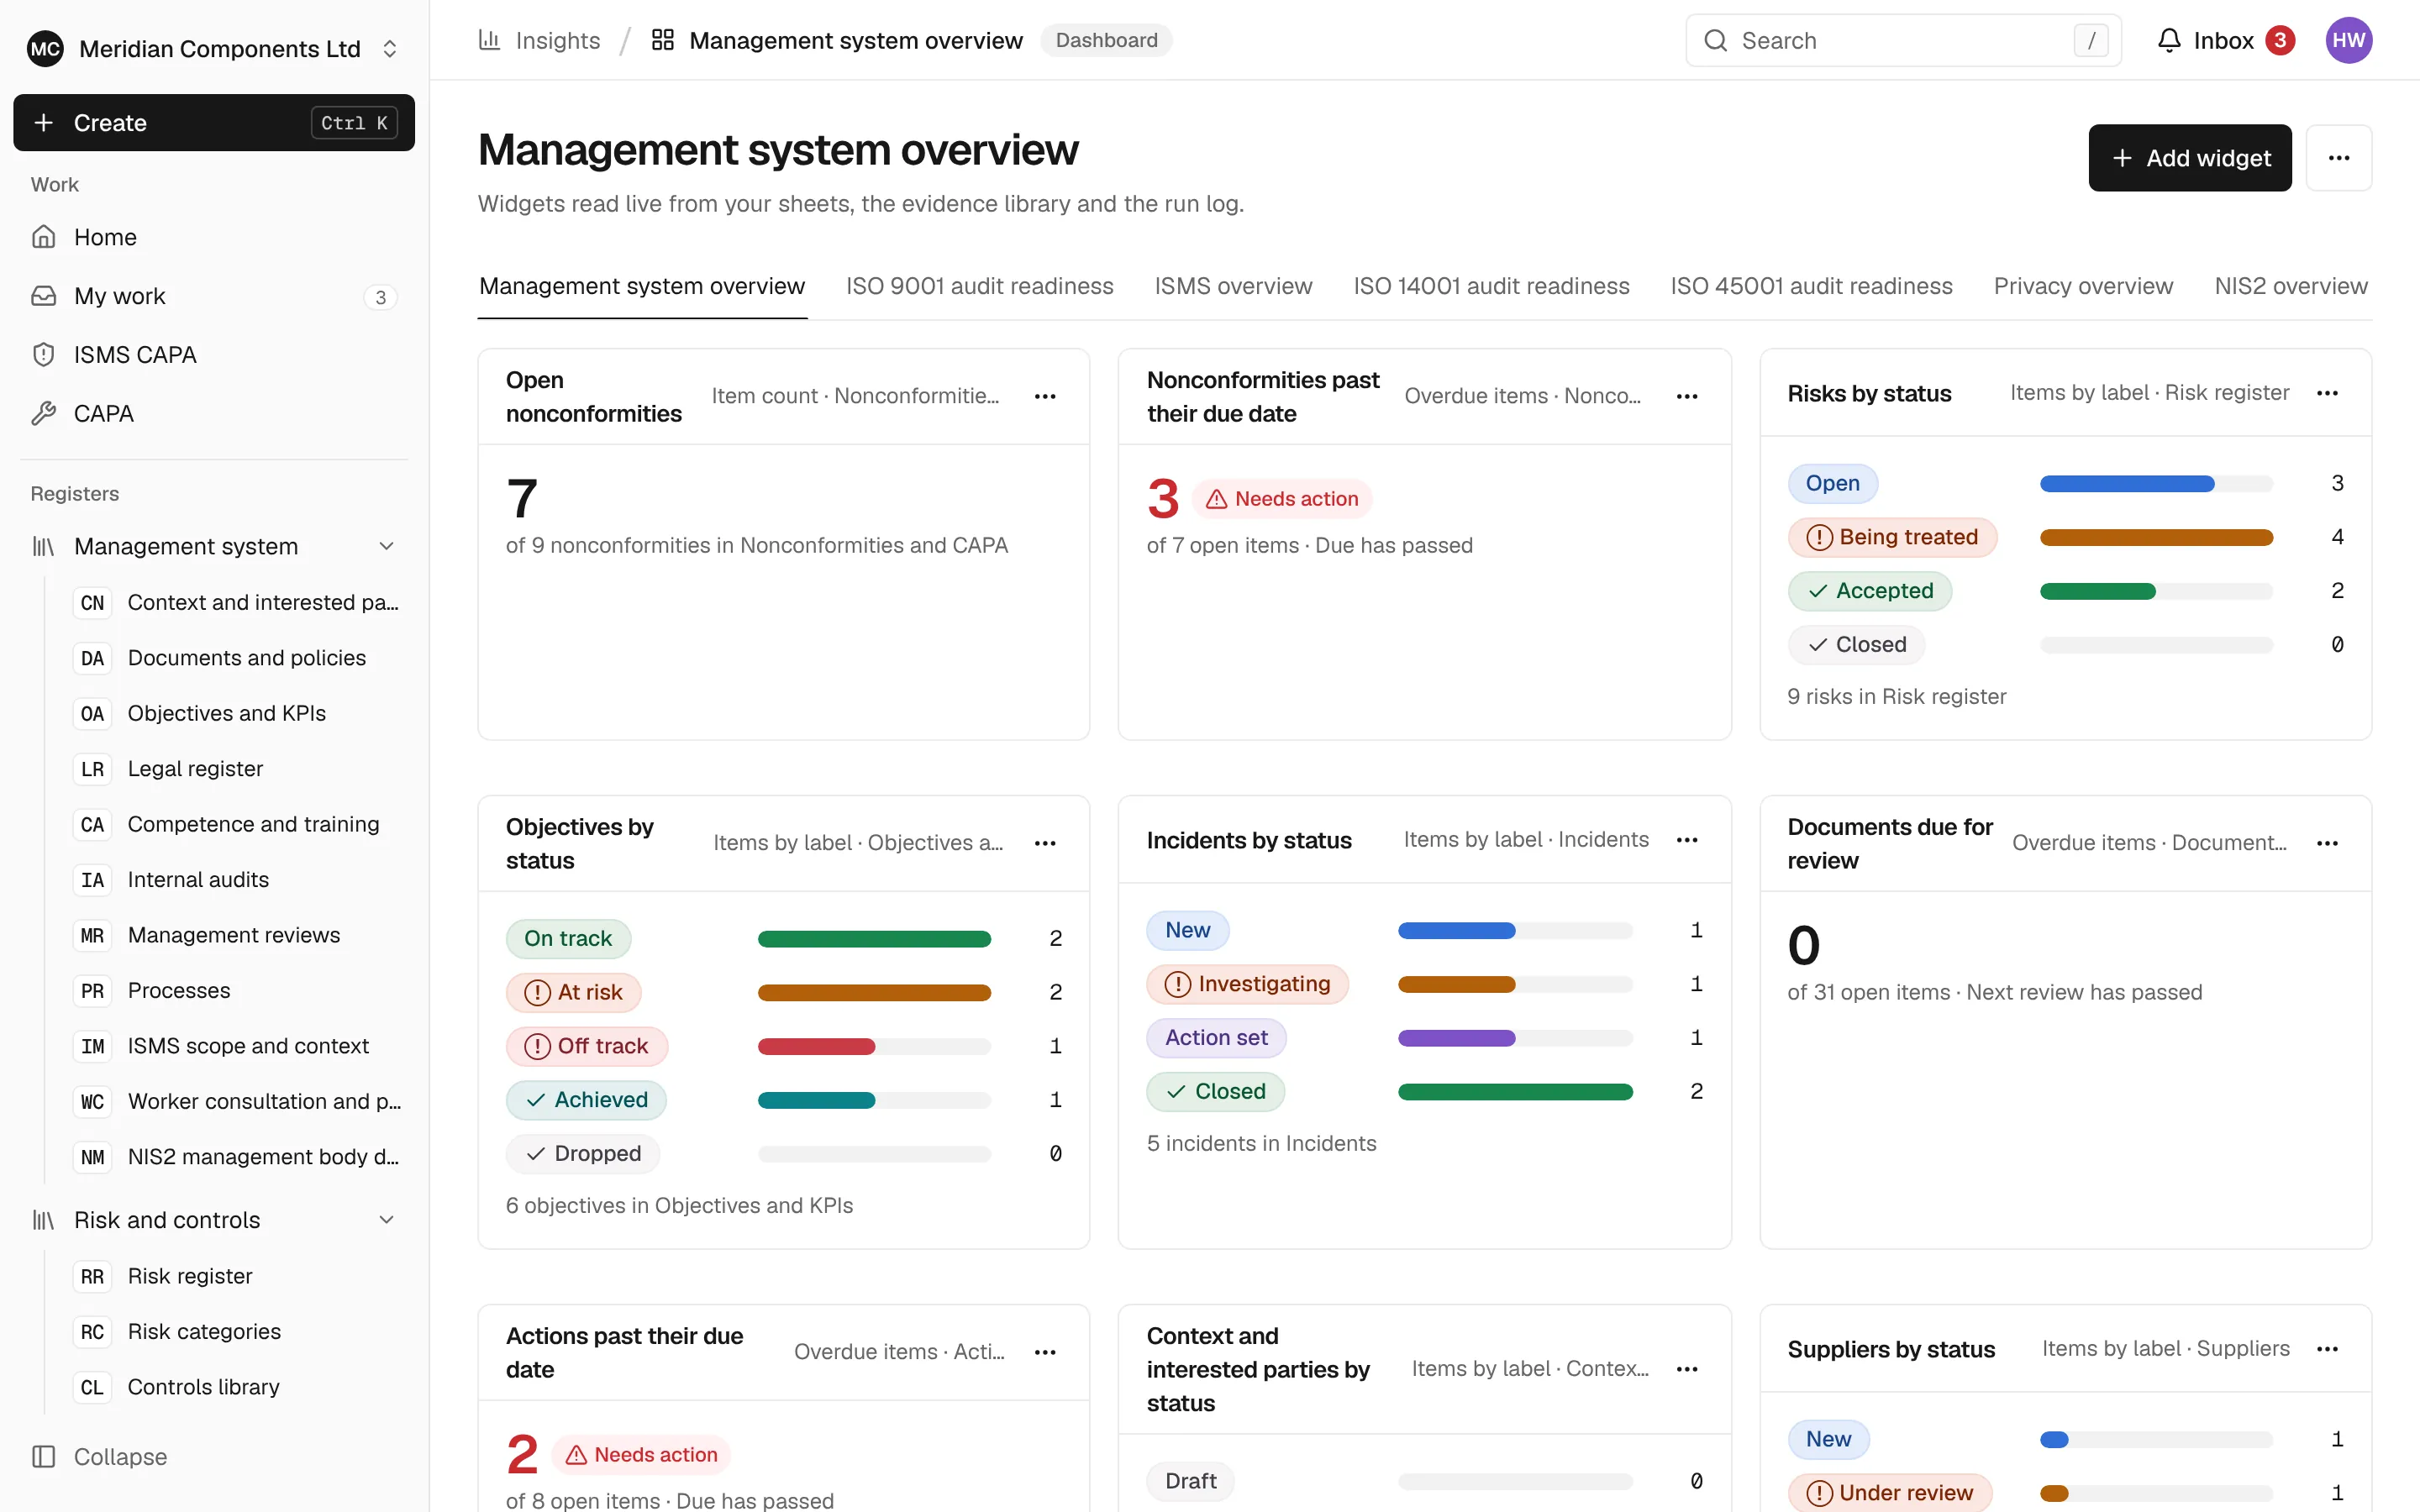 MC Meridian Components Ltd
Create Ctrl K
Work
Home
My work 3
ISMS CAPA
CAPA
Registers
Management system
CN Context and interested pa...
DA Documents and policies
OA Objectives and KPIs
LR Legal register
CA Competence and training
IA Internal audits
MR Management reviews
PR Processes
IM ISMS scope and context
WC Worker consultation and p...
NM NIS2 management body d...
Risk and controls
RR Risk register
RC Risk categories
CL Controls library
Collapse
Insights / Management system overview Dashboard
Search /
Inbox 3
HW
Management system overview
Widgets read live from your sheets, the evidence library and the run log.
+ Add widget
Management system overview ISO 9001 audit readiness ISMS overview ISO 14001 audit readiness ISO 45001 audit readiness Privacy overview NIS2 overview
Open
nonconformities
Item count · Nonconformitie...
7
of 9 nonconformities in Nonconformities and CAPA
Nonconformities past
their due date
Overdue items · Nonco...
3 Needs action
of 7 open items · Due has passed
Risks by status
Items by label · Risk register
Open 3
Being treated 4
Accepted 2
Closed 0
9 risks in Risk register
Objectives by
status
Items by label · Objectives a...
On track 2
At risk 2
Off track 1
Achieved 1
Dropped 0
6 objectives in Objectives and KPIs
Incidents by status
Items by label · Incidents
New 1
Investigating 1
Action set 1
Closed 2
5 incidents in Incidents
Documents due for
review
Overdue items · Document...
0
of 31 open items · Next review has passed
Actions past their due
date
Overdue items · Acti...
2 Needs action
of 8 open items · Due has passed
Context and
interested parties by
status
Items by label · Contex...
Draft 0
Suppliers by status
Items by label · Suppliers
New 1
Under review 1